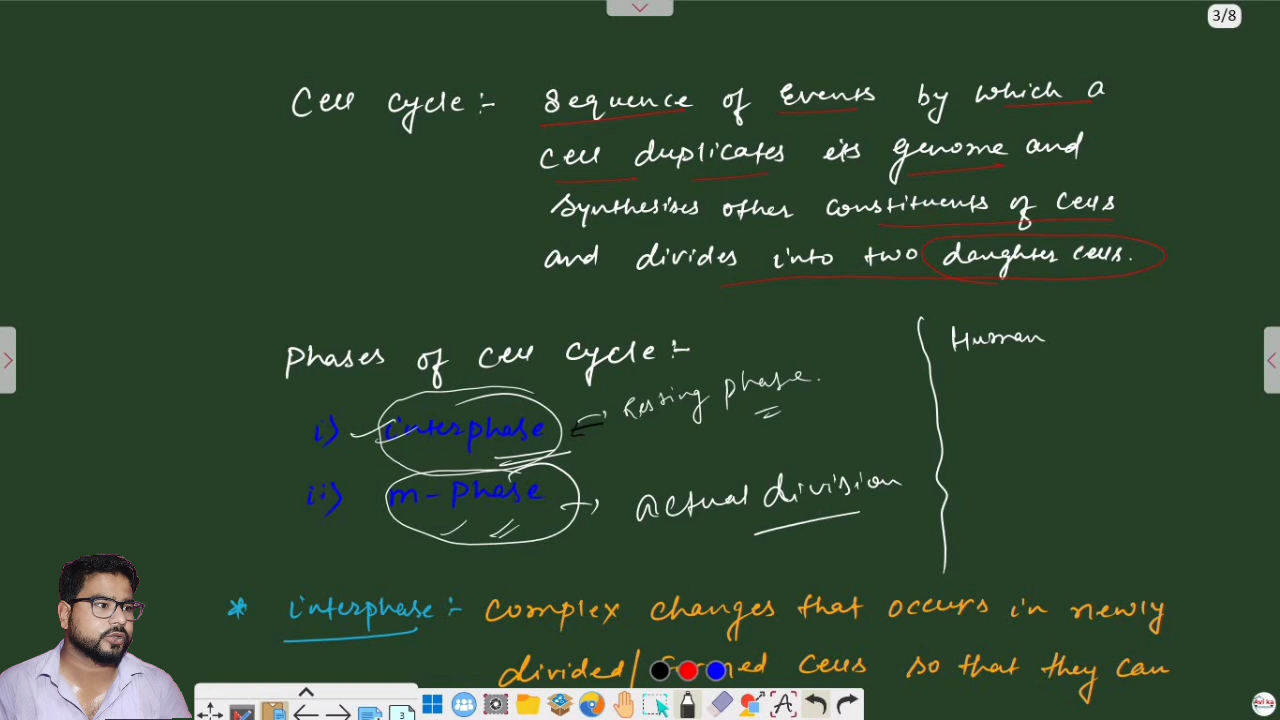 3/8
Cell cycle:- Sequence of Events by which a
cell duplicates its genome and
synthesises other constituents of cells
and divides into two daughter cells.
Phases of cell cycle:-
Human
i) interphase → Resting phase.
ii) m-phase → actual division
* interphase:- complex changes that occurs in newly
divided/formed cells so that they can
3